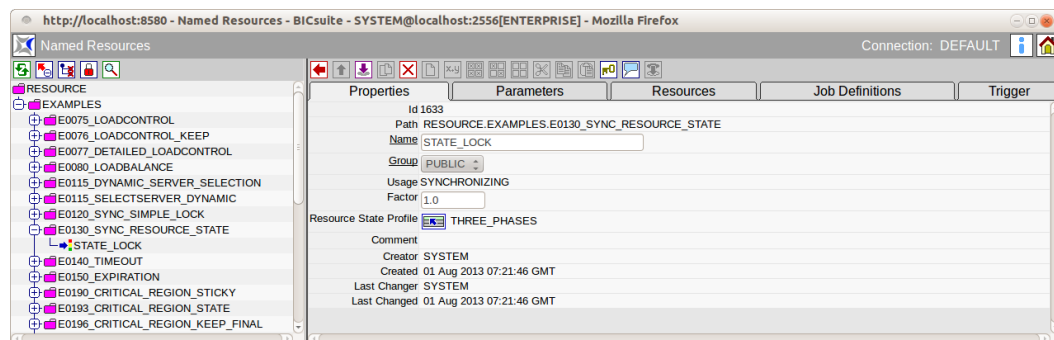 http://localhost:8580 - Named Resources - BICsuite - SYSTEM@localhost:2556[ENTERPRISE] - Mozilla Firefox
Named Resources
Connection: DEFAULT
RESOURCE
EXAMPLES
E0075_LOADCONTROL
E0076_LOADCONTROL_KEEP
E0077_DETAILED_LOADCONTROL
E0080_LOADBALANCE
E0115_DYNAMIC_SERVER_SELECTION
E0115_SELECTSERVER_DYNAMIC
E0120_SYNC_SIMPLE_LOCK
E0130_SYNC_RESOURCE_STATE
STATE_LOCK
E0140_TIMEOUT
E0150_EXPIRATION
E0190_CRITICAL_REGION_STICKY
E0193_CRITICAL_REGION_STATE
E0196_CRITICAL_REGION_KEEP_FINAL
x-y
Properties Parameters Resources Job Definitions Trigger
Id 1633
Path RESOURCE.EXAMPLES.E0130_SYNC_RESOURCE_STATE
Name STATE_LOCK
Group PUBLIC
Usage SYNCHRONIZING
Factor 1.0
Resource State Profile THREE_PHASES
Comment
Creator SYSTEM
Created 01 Aug 2013 07:21:46 GMT
Last Changer SYSTEM
Last Changed 01 Aug 2013 07:21:46 GMT